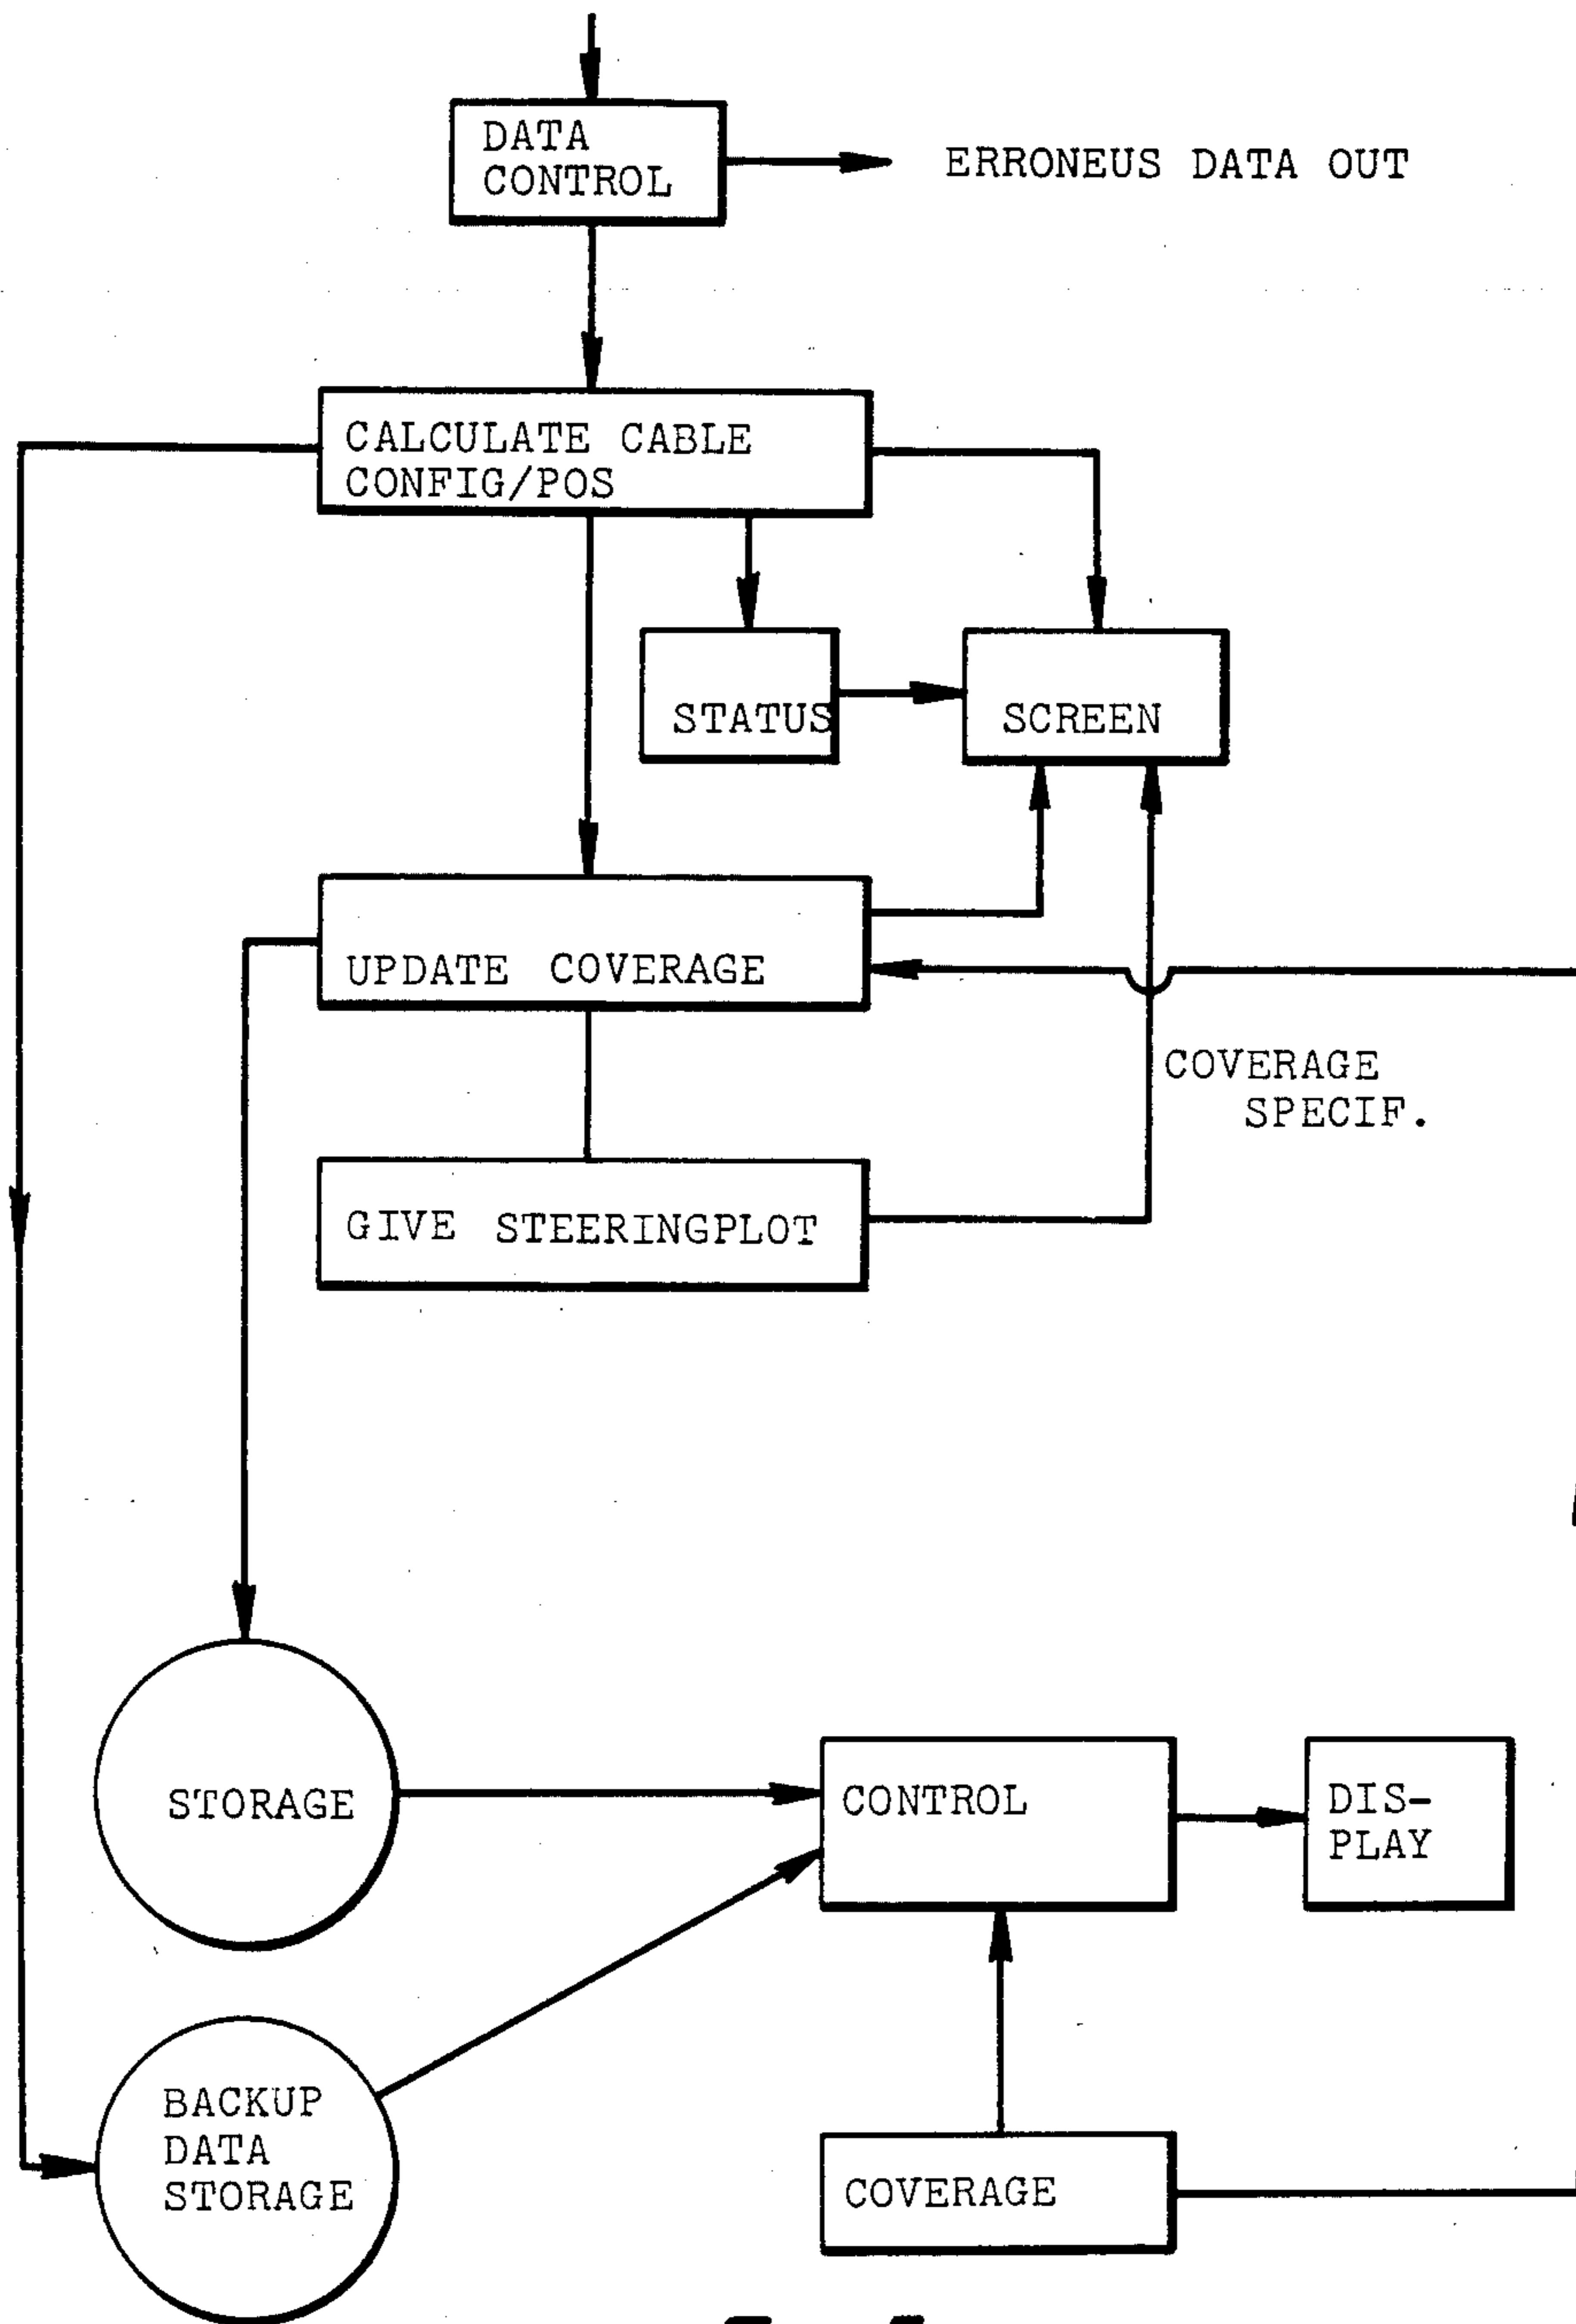 DATA
CONTROL
ERRONEUS DATA OUT
CALCULATE CABLE
CONFIG/POS
STATUS
SCREEN
UPDATE COVERAGE
COVERAGE
SPECIF.
GIVE STEERINGPLOT
STORAGE
CONTROL
DIS-
PLAY
BACKUP
DATA
STORAGE
COVERAGE